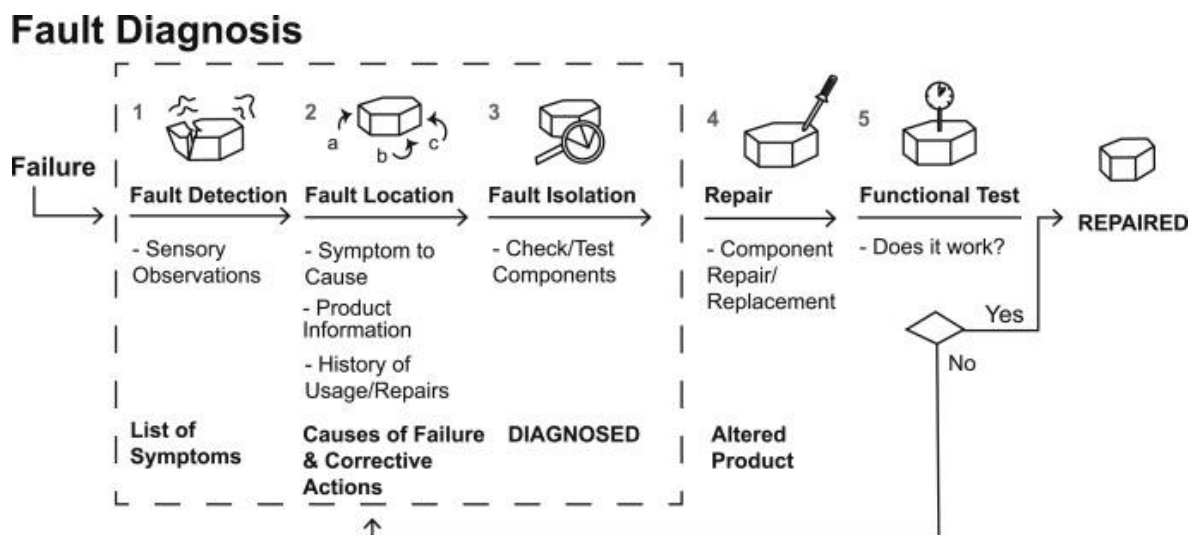 Fault Diagnosis
Failure
1
Fault Detection
- Sensory
Observations
List of
Symptoms
2
a
b
c
Fault Location
- Symptom to
Cause
- Product
Information
- History of
Usage/Repairs
Causes of Failure
& Corrective
Actions
3
Fault Isolation
- Check/Test
Components
DIAGNOSED
4
Repair
- Component
Repair/
Replacement
Altered
Product
5
Functional Test
- Does it work?
Yes
No
REPAIRED